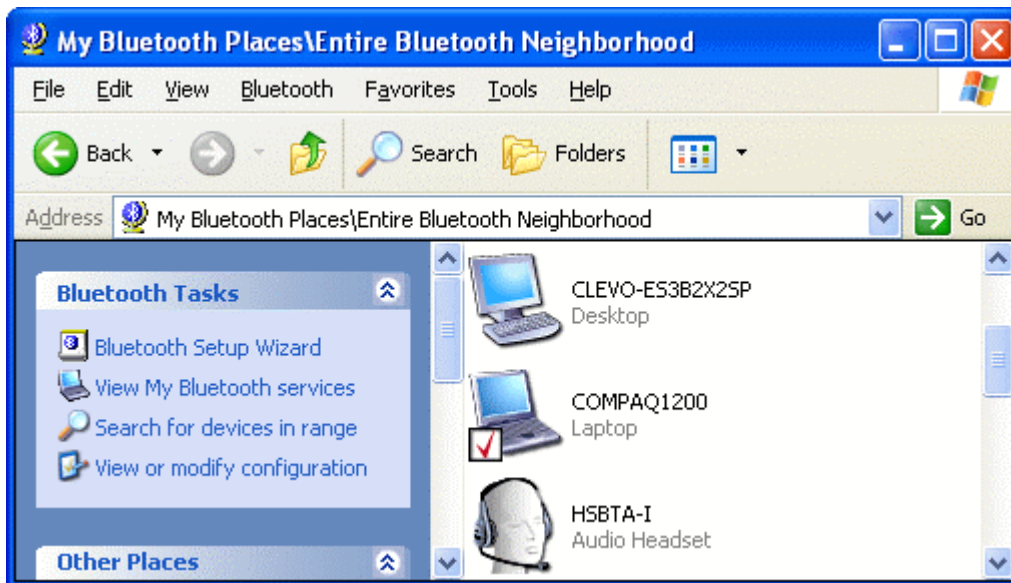 My Bluetooth Places\Entire Bluetooth Neighborhood
File Edit View Bluetooth Favorites Tools Help
Back Search Folders
Address My Bluetooth Places\Entire Bluetooth Neighborhood Go
Bluetooth Tasks
Bluetooth Setup Wizard
View My Bluetooth services
Search for devices in range
View or modify configuration
Other Places
CLEVO-ES3B2X2SP
Desktop
COMPAQ1200
Laptop
HSBTA-I
Audio Headset